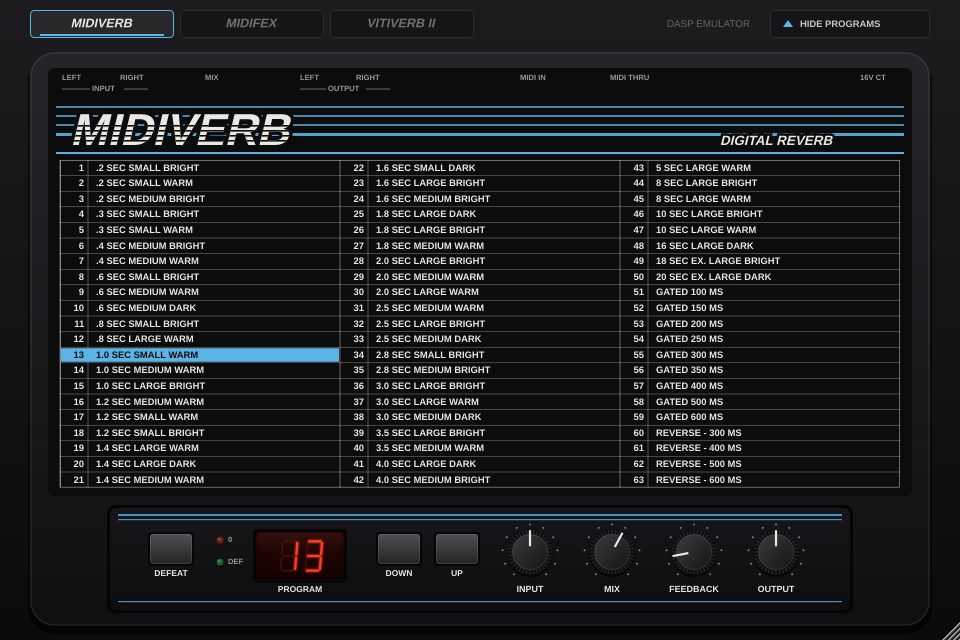 MIDIVERB MIDIFEX VITIVERB II DASP EMULATOR HIDE PROGRAMS
LEFT RIGHT MIX LEFT RIGHT MIDI IN MIDI THRU 16V CT
INPUT OUTPUT
MIDIVERB
DIGITAL REVERB
1 .2 SEC SMALL BRIGHT 22 1.6 SEC SMALL DARK 43 5 SEC LARGE WARM
2 .2 SEC SMALL WARM 23 1.6 SEC LARGE BRIGHT 44 8 SEC LARGE BRIGHT
3 .2 SEC MEDIUM BRIGHT 24 1.6 SEC MEDIUM BRIGHT 45 8 SEC LARGE WARM
4 .3 SEC SMALL BRIGHT 25 1.8 SEC LARGE DARK 46 10 SEC LARGE BRIGHT
5 .3 SEC SMALL WARM 26 1.8 SEC LARGE BRIGHT 47 10 SEC LARGE WARM
6 .4 SEC MEDIUM BRIGHT 27 1.8 SEC MEDIUM WARM 48 16 SEC LARGE DARK
7 .4 SEC MEDIUM WARM 28 2.0 SEC LARGE BRIGHT 49 18 SEC EX. LARGE BRIGHT
8 .6 SEC SMALL BRIGHT 29 2.0 SEC MEDIUM WARM 50 20 SEC EX. LARGE DARK
9 .6 SEC MEDIUM WARM 30 2.0 SEC LARGE WARM 51 GATED 100 MS
10 .6 SEC MEDIUM DARK 31 2.5 SEC MEDIUM WARM 52 GATED 150 MS
11 .8 SEC SMALL BRIGHT 32 2.5 SEC LARGE BRIGHT 53 GATED 200 MS
12 .8 SEC LARGE WARM 33 2.5 SEC MEDIUM DARK 54 GATED 250 MS
13 1.0 SEC SMALL WARM 34 2.8 SEC SMALL BRIGHT 55 GATED 300 MS
14 1.0 SEC MEDIUM WARM 35 2.8 SEC MEDIUM BRIGHT 56 GATED 350 MS
15 1.0 SEC LARGE BRIGHT 36 3.0 SEC LARGE BRIGHT 57 GATED 400 MS
16 1.2 SEC MEDIUM WARM 37 3.0 SEC LARGE WARM 58 GATED 500 MS
17 1.2 SEC SMALL WARM 38 3.0 SEC MEDIUM DARK 59 GATED 600 MS
18 1.2 SEC SMALL BRIGHT 39 3.5 SEC LARGE BRIGHT 60 REVERSE - 300 MS
19 1.4 SEC LARGE WARM 40 3.5 SEC MEDIUM WARM 61 REVERSE - 400 MS
20 1.4 SEC LARGE DARK 41 4.0 SEC LARGE DARK 62 REVERSE - 500 MS
21 1.4 SEC MEDIUM WARM 42 4.0 SEC MEDIUM BRIGHT 63 REVERSE - 600 MS
0
13
DEF
DEFEAT DOWN UP
PROGRAM INPUT MIX FEEDBACK OUTPUT